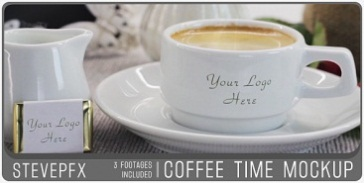 Your Logo
Here
Your Logo
Here
STEVEPFX
3 FOOTAGES
INCLUDED
COFFEE TIME MOCKUP